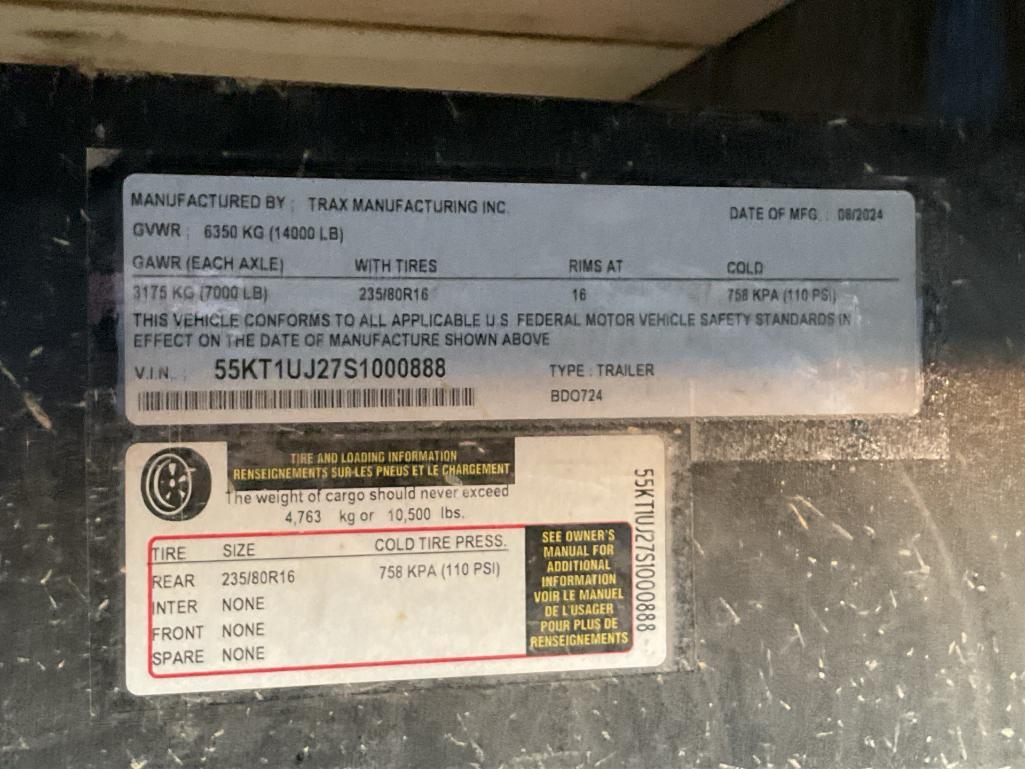 MANUFACTURED BY : TRAX MANUFACTURING INC.
DATE OF MFG. : 08/2024
GVWR : 6350 KG (14000 LB)
GAWR (EACH AXLE) WITH TIRES RIMS AT COLD
3175 KG (7000 LB) 235/80R16 16 758 KPA (110 PSI)
THIS VEHICLE CONFORMS TO ALL APPLICABLE U.S. FEDERAL MOTOR VEHICLE SAFETY STANDARDS IN
EFFECT ON THE DATE OF MANUFACTURE SHOWN ABOVE
V.I.N. : 55KT1UJ27S1000888 TYPE : TRAILER
BDO724
TIRE AND LOADING INFORMATION
RENSEIGNEMENTS SUR LES PNEUS ET LE CHARGEMENT
The weight of cargo should never exceed
4,763 kg or 10,500 lbs.
TIRE SIZE COLD TIRE PRESS.
REAR 235/80R16 758 KPA (110 PSI)
INTER NONE
FRONT NONE
SPARE NONE
SEE OWNER'S
MANUAL FOR
ADDITIONAL
INFORMATION
VOIR LE MANUEL
DE L'USAGER
POUR PLUS DE
RENSEIGNEMENTS
55KT1UJ27S1000888